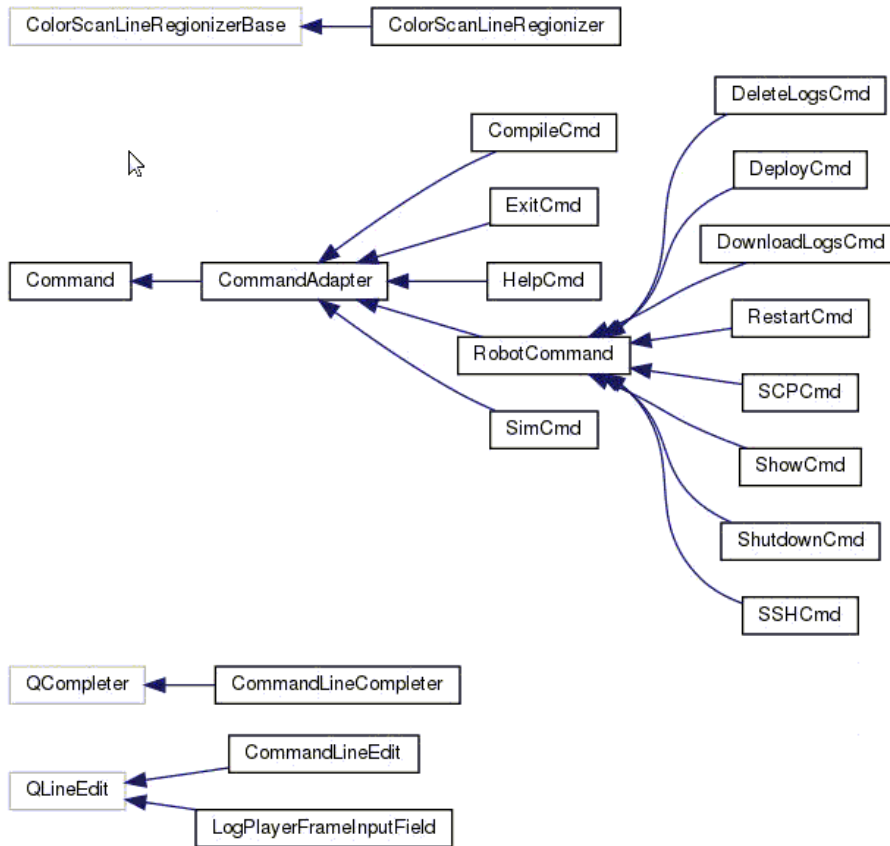 ColorScanLineRegionizerBase
ColorScanLineRegionizer
Command
CommandAdapter
CompileCmd
ExitCmd
HelpCmd
RobotCommand
SimCmd
DeleteLogsCmd
DeployCmd
DownloadLogsCmd
RestartCmd
SCPCmd
ShowCmd
ShutdownCmd
SSHCmd
QCompleter
CommandLineCompleter
QLineEdit
CommandLineEdit
LogPlayerFrameInputField